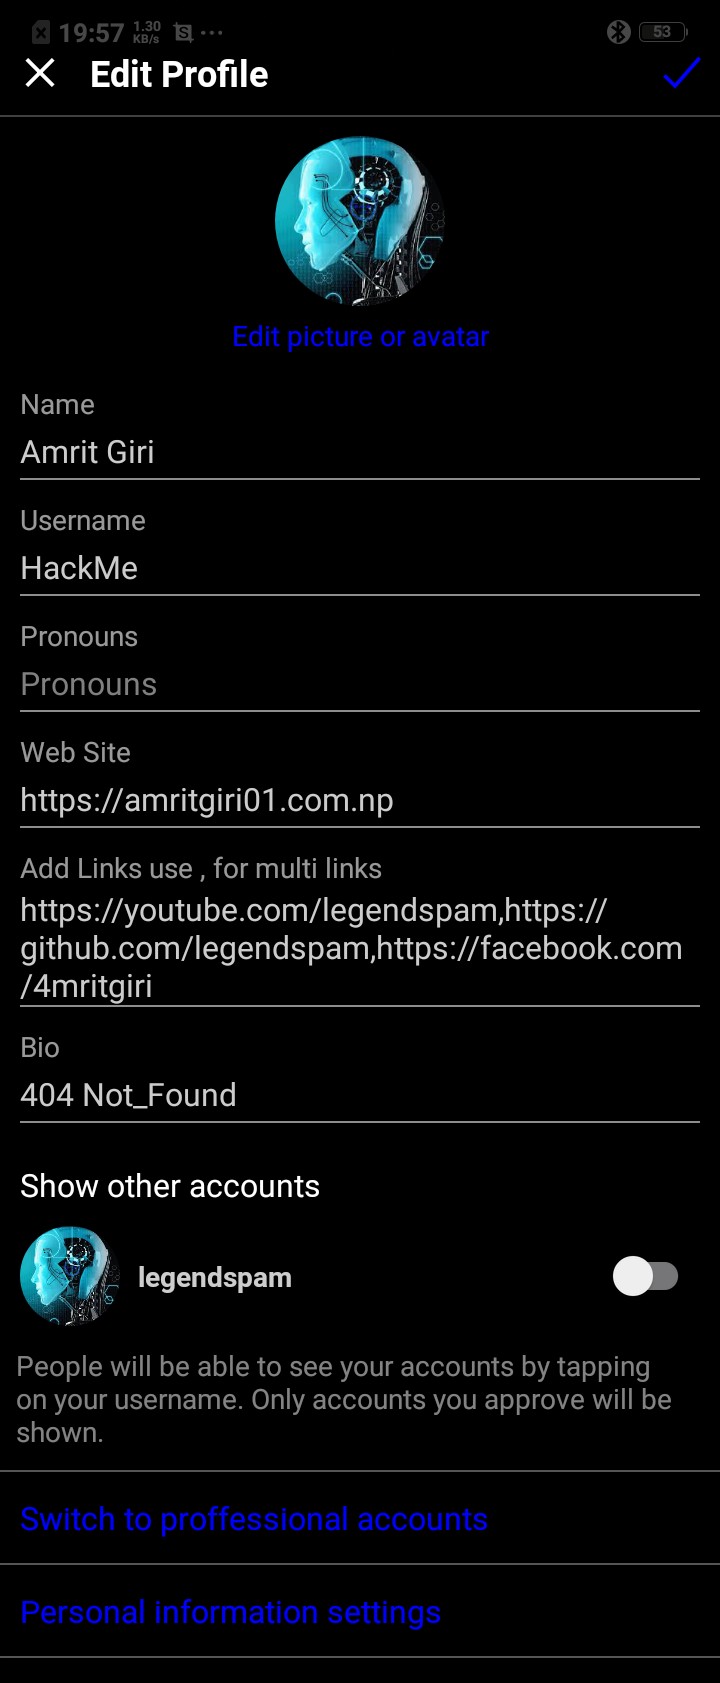 19:57 1.30 KB/s S ... 53
Edit Profile
Edit picture or avatar
Name
Amrit Giri
Username
HackMe
Pronouns
Pronouns
Web Site
https://amritgiri01.com.np
Add Links use , for multi links
https://youtube.com/legendspam,https://
github.com/legendspam,https://facebook.com
/4mritgiri
Bio
404 Not_Found
Show other accounts
legendspam
People will be able to see your accounts by tapping
on your username. Only accounts you approve will be
shown.
Switch to proffessional accounts
Personal information settings